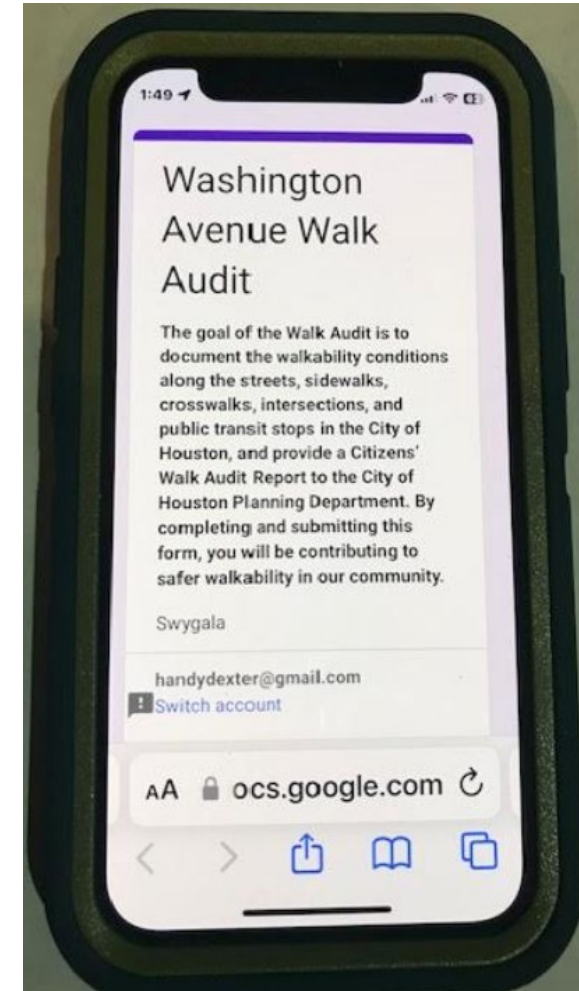 1:49
Washington
Avenue Walk
Audit
The goal of the Walk Audit is to
document the walkability conditions
along the streets, sidewalks,
crosswalks, intersections, and
public transit stops in the City of
Houston, and provide a Citizens'
Walk Audit Report to the City of
Houston Planning Department. By
completing and submitting this
form, you will be contributing to
safer walkability in our community.
Swygala
handydexter@gmail.com
Switch account
AA ocs.google.com